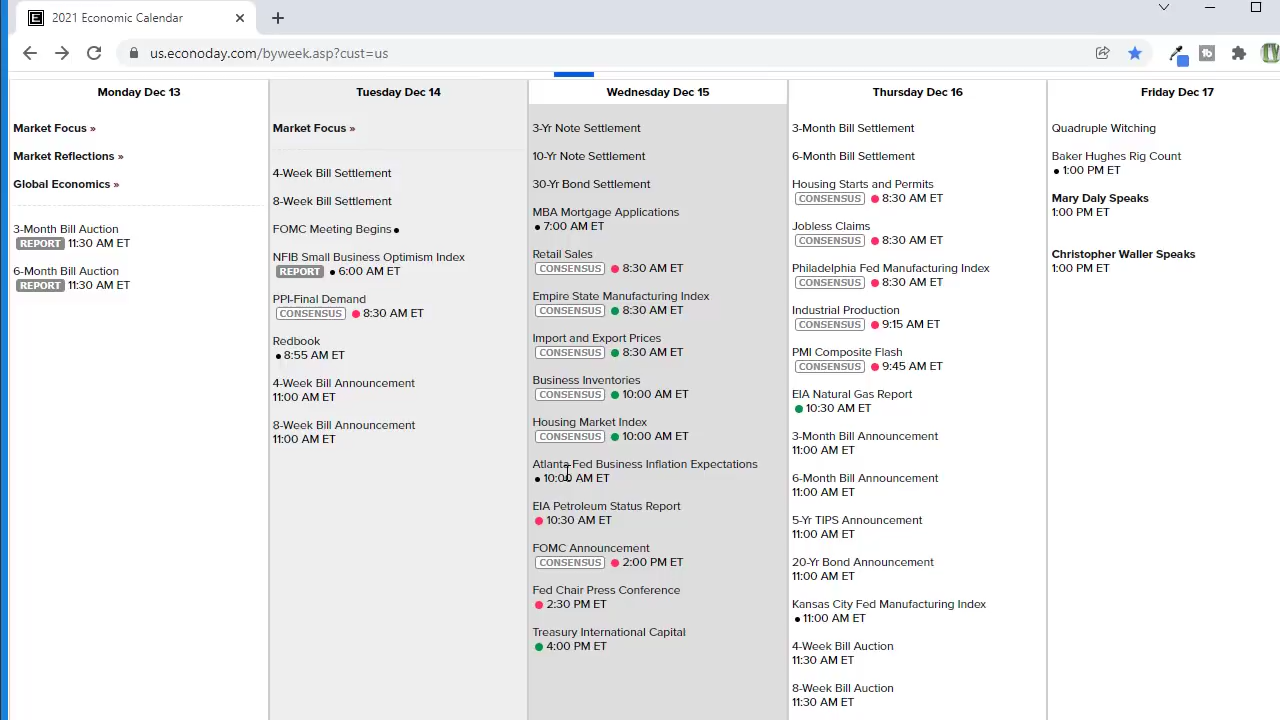 2021 Economic Calendar
us.econoday.com/byweek.asp?cust=us
Monday Dec 13
Market Focus »
Market Reflections »
Global Economics »
3-Month Bill Auction
REPORT 11:30 AM ET
6-Month Bill Auction
REPORT 11:30 AM ET
Tuesday Dec 14
Market Focus »
4-Week Bill Settlement
8-Week Bill Settlement
FOMC Meeting Begins
NFIB Small Business Optimism Index
REPORT 6:00 AM ET
PPI-Final Demand
CONSENSUS 8:30 AM ET
Redbook
8:55 AM ET
4-Week Bill Announcement
11:00 AM ET
8-Week Bill Announcement
11:00 AM ET
Wednesday Dec 15
3-Yr Note Settlement
10-Yr Note Settlement
30-Yr Bond Settlement
MBA Mortgage Applications
7:00 AM ET
Retail Sales
CONSENSUS 8:30 AM ET
Empire State Manufacturing Index
CONSENSUS 8:30 AM ET
Import and Export Prices
CONSENSUS 8:30 AM ET
Business Inventories
CONSENSUS 10:00 AM ET
Housing Market Index
CONSENSUS 10:00 AM ET
Atlanta Fed Business Inflation Expectations
10:00 AM ET
EIA Petroleum Status Report
10:30 AM ET
FOMC Announcement
CONSENSUS 2:00 PM ET
Fed Chair Press Conference
2:30 PM ET
Treasury International Capital
4:00 PM ET
Thursday Dec 16
3-Month Bill Settlement
6-Month Bill Settlement
Housing Starts and Permits
CONSENSUS 8:30 AM ET
Jobless Claims
CONSENSUS 8:30 AM ET
Philadelphia Fed Manufacturing Index
CONSENSUS 8:30 AM ET
Industrial Production
CONSENSUS 9:15 AM ET
PMI Composite Flash
CONSENSUS 9:45 AM ET
EIA Natural Gas Report
10:30 AM ET
3-Month Bill Announcement
11:00 AM ET
6-Month Bill Announcement
11:00 AM ET
5-Yr TIPS Announcement
11:00 AM ET
20-Yr Bond Announcement
11:00 AM ET
Kansas City Fed Manufacturing Index
11:00 AM ET
4-Week Bill Auction
11:30 AM ET
8-Week Bill Auction
11:30 AM ET
Friday Dec 17
Quadruple Witching
Baker Hughes Rig Count
1:00 PM ET
Mary Daly Speaks
1:00 PM ET
Christopher Waller Speaks
1:00 PM ET